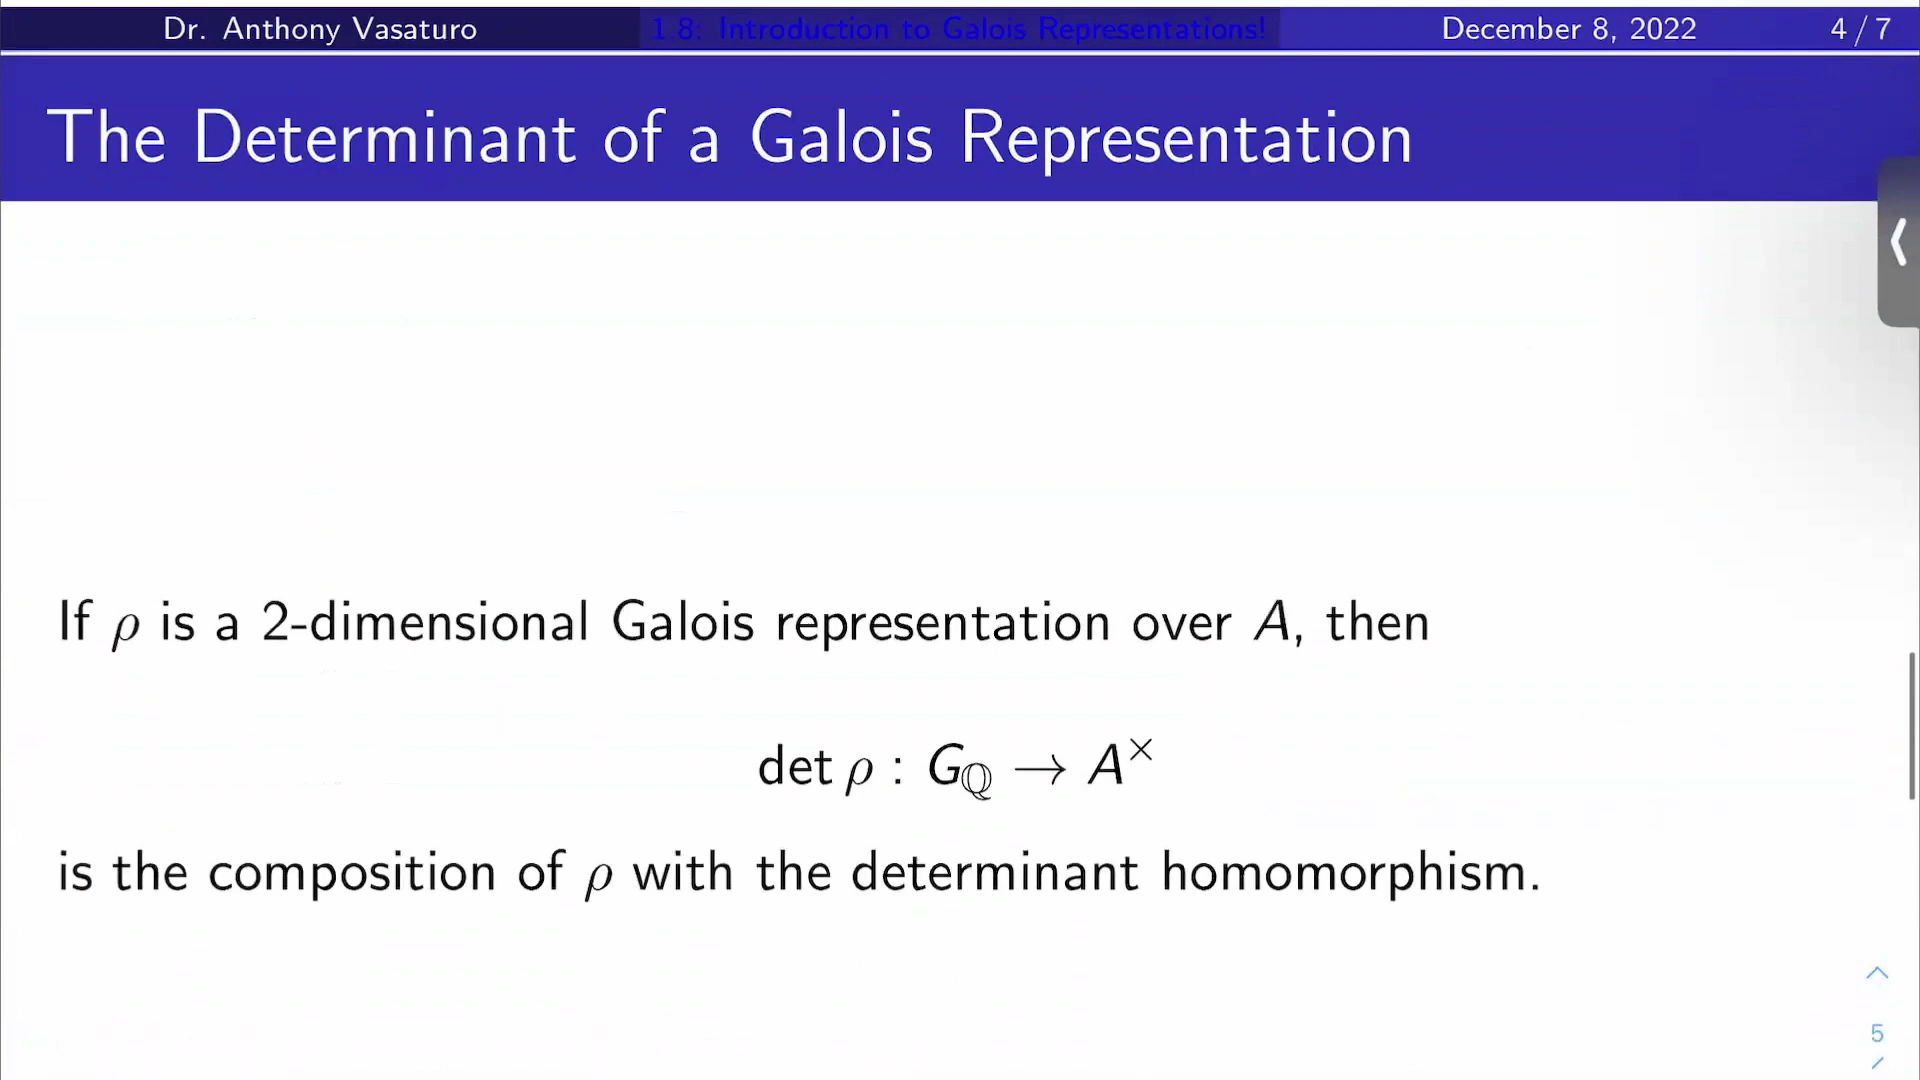 Dr. Anthony Vasaturo 1.8: Introduction to Galois Representations! December 8, 2022 4 / 7
The Determinant of a Galois Representation
If ρ is a 2-dimensional Galois representation over A, then
det ρ : G_ℚ → A^×
is the composition of ρ with the determinant homomorphism.
5